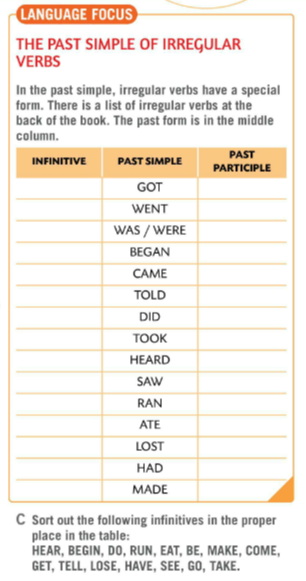 LANGUAGE FOCUS
THE PAST SIMPLE OF IRREGULAR
VERBS
In the past simple, irregular verbs have a special
form. There is a list of irregular verbs at the
back of the book. The past form is in the middle
column.
INFINITIVE PAST SIMPLE PAST PARTICIPLE
GOT
WENT
WAS / WERE
BEGAN
CAME
TOLD
DID
TOOK
HEARD
SAW
RAN
ATE
LOST
HAD
MADE
C Sort out the following infinitives in the proper
place in the table:
HEAR, BEGIN, DO, RUN, EAT, BE, MAKE, COME,
GET, TELL, LOSE, HAVE, SEE, GO, TAKE.